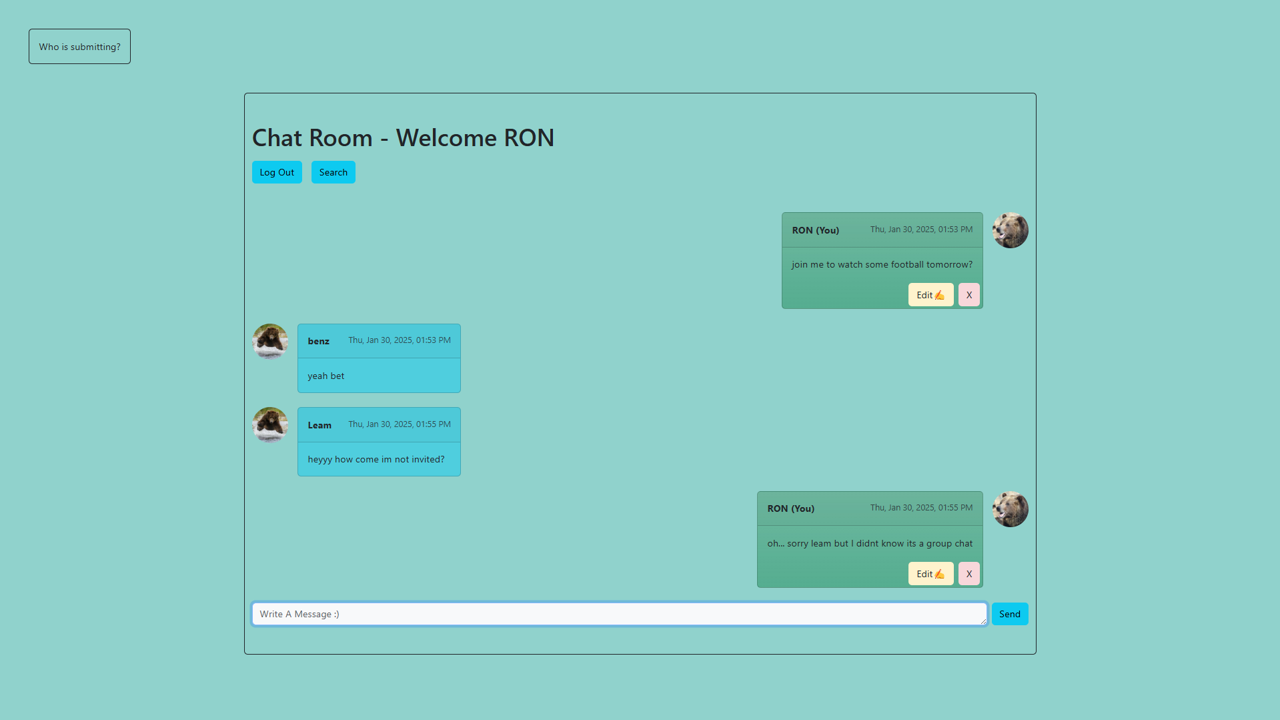 Who is submitting?
Chat Room - Welcome RON
Log Out Search
RON (You) Thu, Jan 30, 2025, 01:53 PM
join me to watch some football tomorrow?
Edit✍️ X
benz Thu, Jan 30, 2025, 01:53 PM
yeah bet
Leam Thu, Jan 30, 2025, 01:55 PM
heyyy how come im not invited?
RON (You) Thu, Jan 30, 2025, 01:55 PM
oh... sorry leam but I didnt know its a group chat
Edit✍️ X
Write A Message :) Send